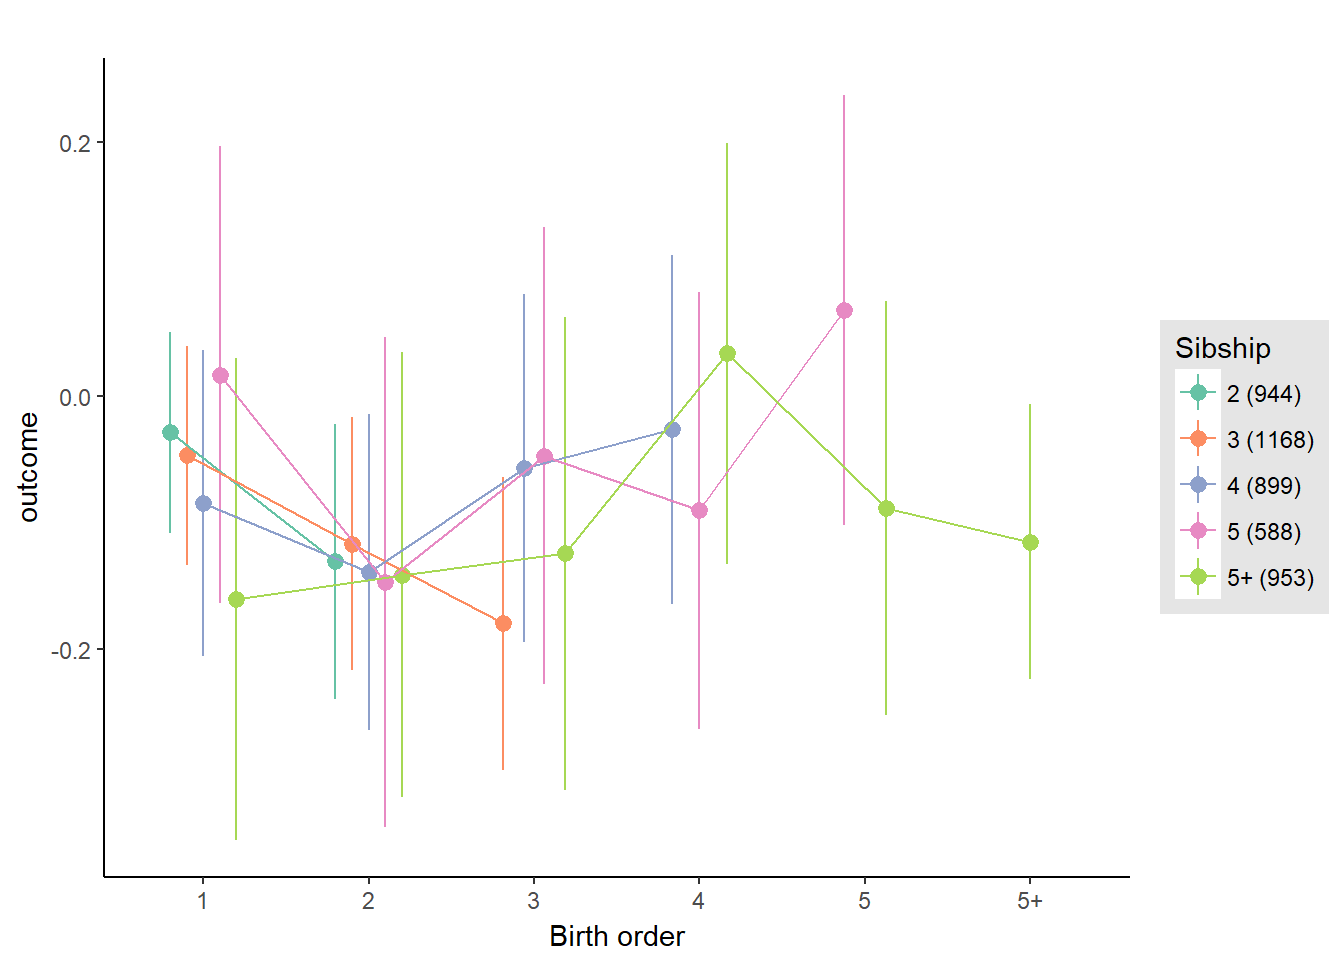 outcome
0.2
0.0
-0.2
1 2 3 4 5 5+
Birth order
Sibship
2 (944)
3 (1168)
4 (899)
5 (588)
5+ (953)